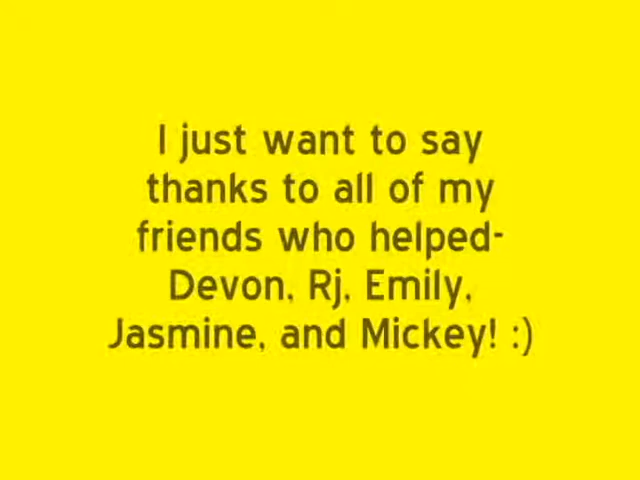 I just want to say
thanks to all of my
friends who helped-
Devon, Rj, Emily,
Jasmine, and Mickey! :)